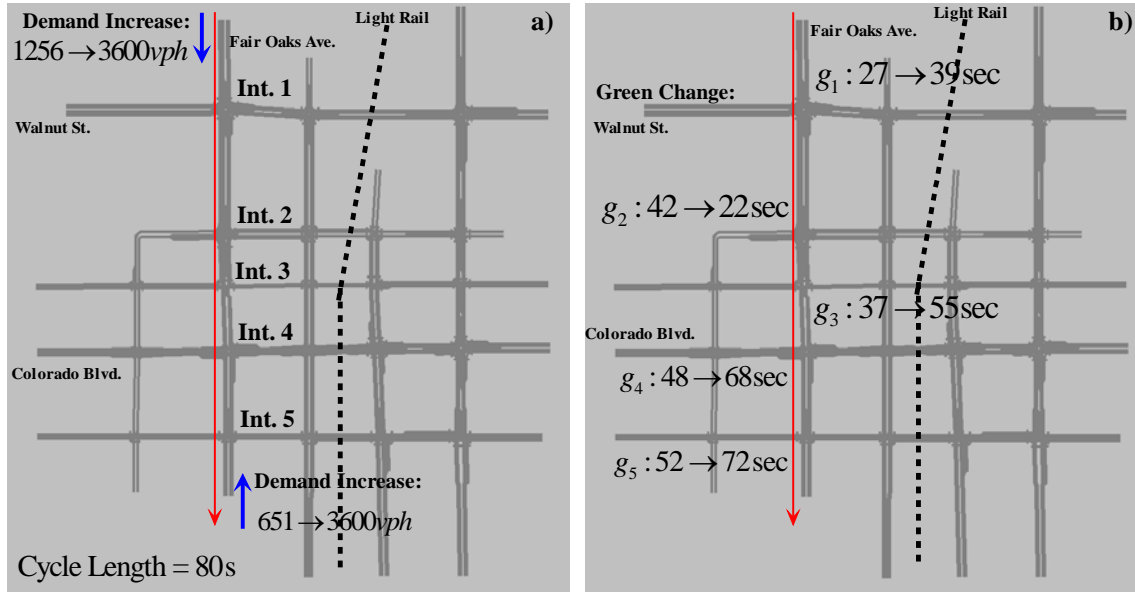 Demand Increase:
1256 → 3600vph
Light Rail
a)
Fair Oaks Ave.
Int. 1
Walnut St.
Int. 2
Int. 3
Int. 4
Colorado Blvd.
Int. 5
Demand Increase:
651 → 3600vph
Cycle Length = 80s
Light Rail
b)
Fair Oaks Ave.
g1 : 27 → 39sec
Green Change:
Walnut St.
g2 : 42 → 22sec
g3 : 37 → 55sec
Colorado Blvd.
g4 : 48 → 68sec
g5 : 52 → 72sec